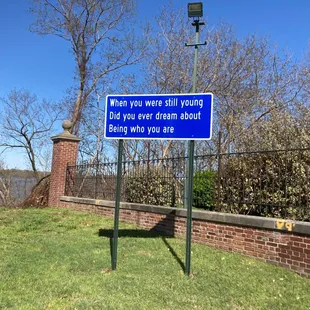 When you were still young
Did you ever dream about
Being who you are